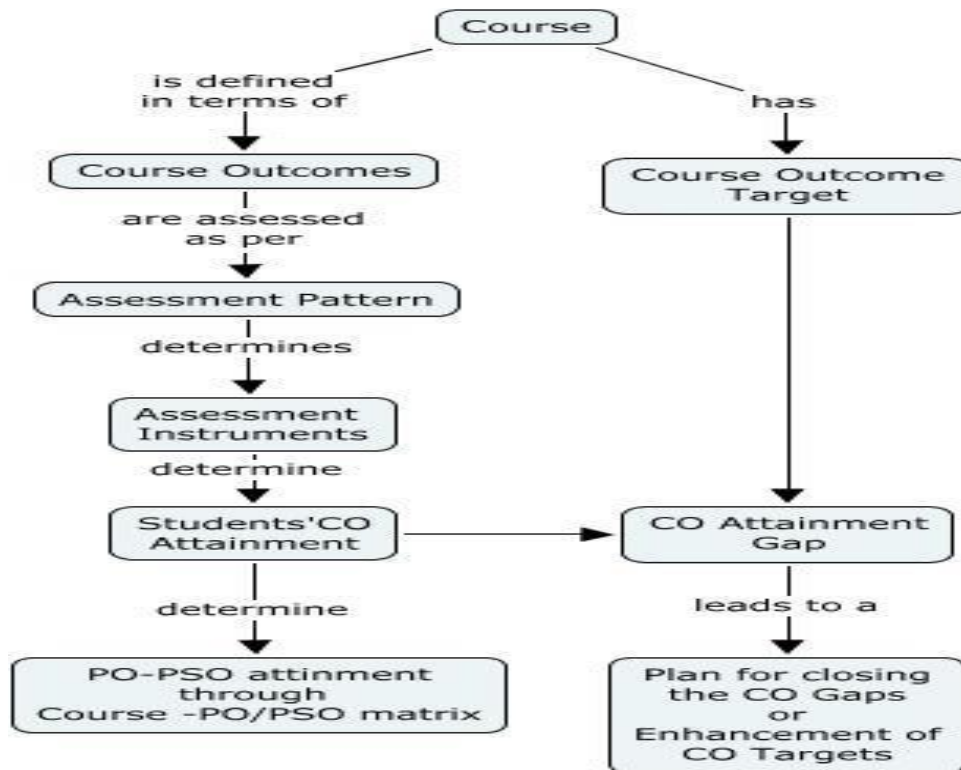 Course
is defined
in terms of
has
Course Outcomes
Course Outcome
Target
are assessed
as per
Assessment Pattern
determines
Assessment
Instruments
determine
Students'CO
Attainment
CO Attainment
Gap
determine
leads to a
PO-PSO attinment
through
Course -PO/PSO matrix
Plan for closing
the CO Gaps
or
Enhancement of
CO Targets